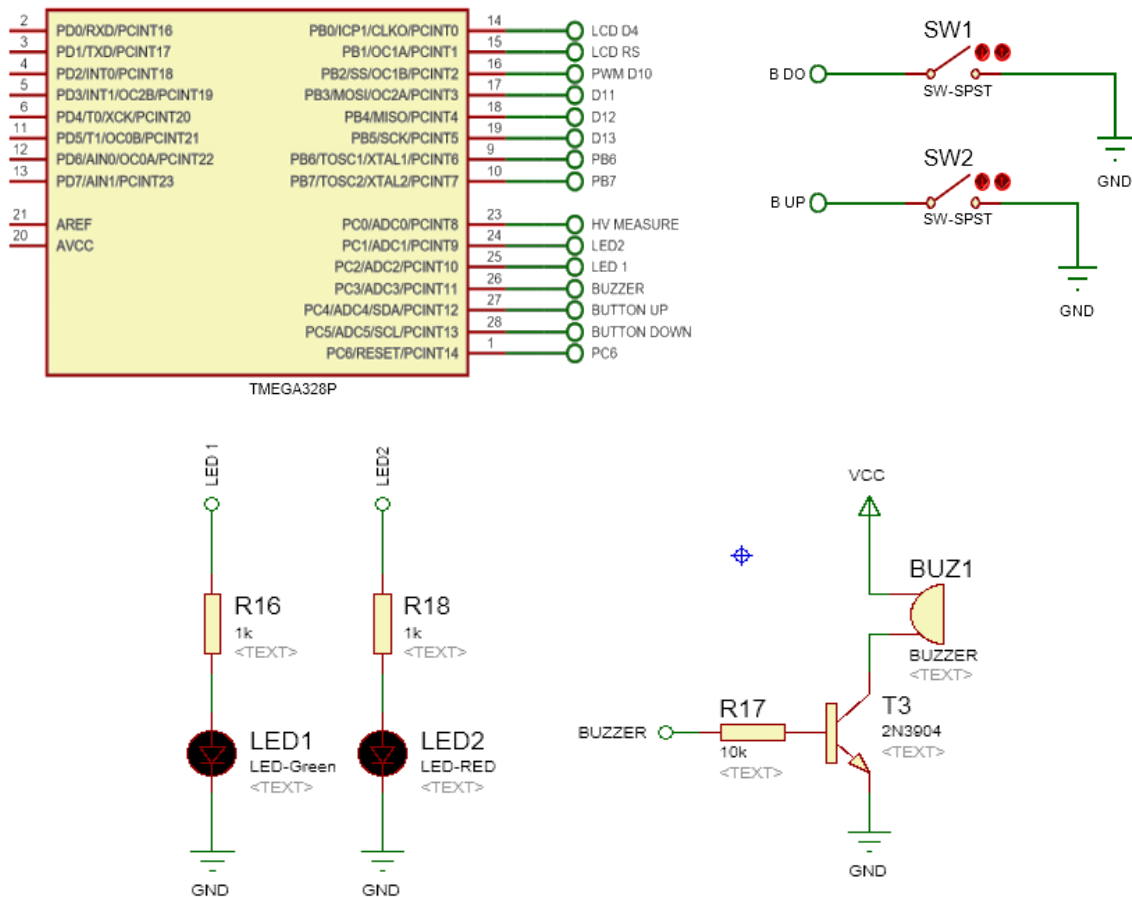 2 PD0/RXD/PCINT16 PB0/ICP1/CLKO/PCINT0 14 LCD D4
3 PD1/TXD/PCINT17 PB1/OC1A/PCINT1 15 LCD RS
4 PD2/INT0/PCINT18 PB2/SS/OC1B/PCINT2 16 PWM D10
5 PD3/INT1/OC2B/PCINT19 PB3/MOSI/OC2A/PCINT3 17 D11
6 PD4/T0/XCK/PCINT20 PB4/MISO/PCINT4 18 D12
11 PD5/T1/OC0B/PCINT21 PB5/SCK/PCINT5 19 D13
12 PD6/AIN0/OC0A/PCINT22 PB6/TOSC1/XTAL1/PCINT6 9 PB6
13 PD7/AIN1/PCINT23 PB7/TOSC2/XTAL2/PCINT7 10 PB7
21 AREF PC0/ADC0/PCINT8 23 HV MEASURE
20 AVCC PC1/ADC1/PCINT9 24 LED2
PC2/ADC2/PCINT10 25 LED 1
PC3/ADC3/PCINT11 26 BUZZER
PC4/ADC4/SDA/PCINT12 27 BUTTON UP
PC5/ADC5/SCL/PCINT13 28 BUTTON DOWN
PC6/RESET/PCINT14 1 PC6
TMEGA328P
SW1
B DO
SW-SPST
GND
SW2
B UP
SW-SPST
GND
LED 1
R16
1k
<TEXT>
LED1
LED-Green
<TEXT>
GND
LED2
R18
1k
<TEXT>
LED2
LED-RED
<TEXT>
GND
VCC
BUZ1
BUZZER
<TEXT>
BUZZER
R17
10k
<TEXT>
T3
2N3904
<TEXT>
GND